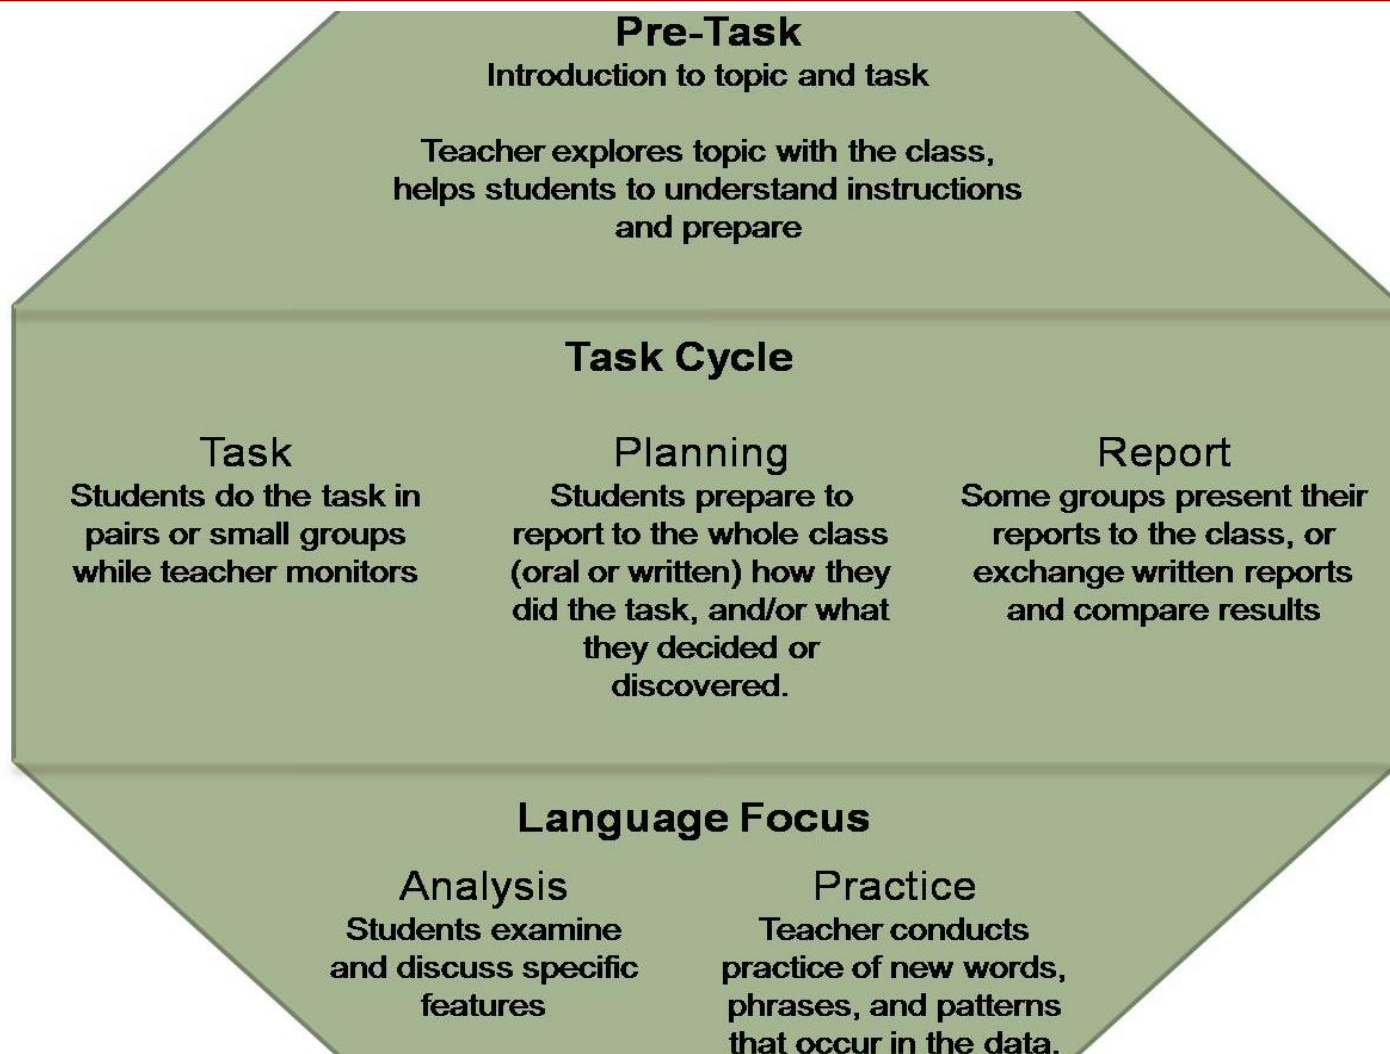 Pre-Task
Introduction to topic and task
Teacher explores topic with the class,
helps students to understand instructions
and prepare
Task Cycle
Task
Students do the task in
pairs or small groups
while teacher monitors
Planning
Students prepare to
report to the whole class
(oral or written) how they
did the task, and/or what
they decided or
discovered.
Report
Some groups present their
reports to the class, or
exchange written reports
and compare results
Language Focus
Analysis
Students examine
and discuss specific
features
Practice
Teacher conducts
practice of new words,
phrases, and patterns
that occur in the data.